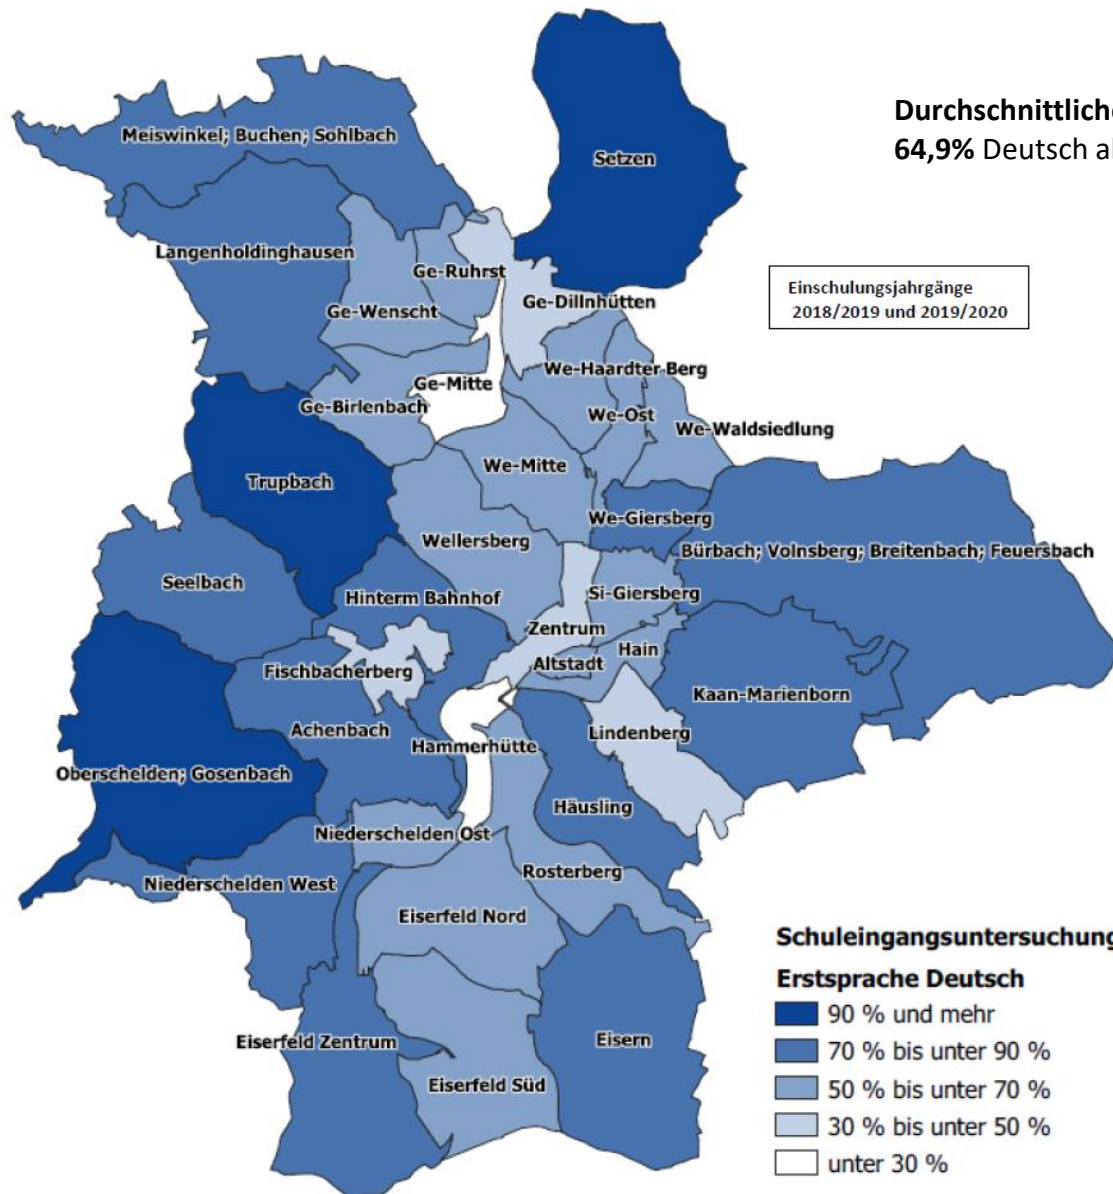 Durchschnittliche
64,9% Deutsch al
Einschulungsjahrgänge
2018/2019 und 2019/2020
Meiswinkel; Buchen; Sohlbach
Setzen
Langenholdinghausen
Ge-Ruhrst
Ge-Dillnhütten
Ge-Wenscht
We-Haardter Berg
Ge-Mitte
Ge-Birlenbach
We-Ost
We-Waldsiedlung
We-Mitte
Trupbach
We-Giersberg
Wellersberg
Bürbach; Volnsberg; Breitenbach; Feuersbach
Seelbach
Hinterm Bahnhof
Si-Giersberg
Zentrum
Hain
Altstadt
Fischbacherberg
Kaan-Marienborn
Achenbach
Lindenberg
Hammerhütte
Oberschelden; Gosenbach
Häusling
Niederschelden Ost
Rosterberg
Niederschelden West
Eiserfeld Nord
Eiserfeld Zentrum
Eisern
Eiserfeld Süd
Schuleingangsuntersuchung
Erstsprache Deutsch
90 % und mehr
70 % bis unter 90 %
50 % bis unter 70 %
30 % bis unter 50 %
unter 30 %